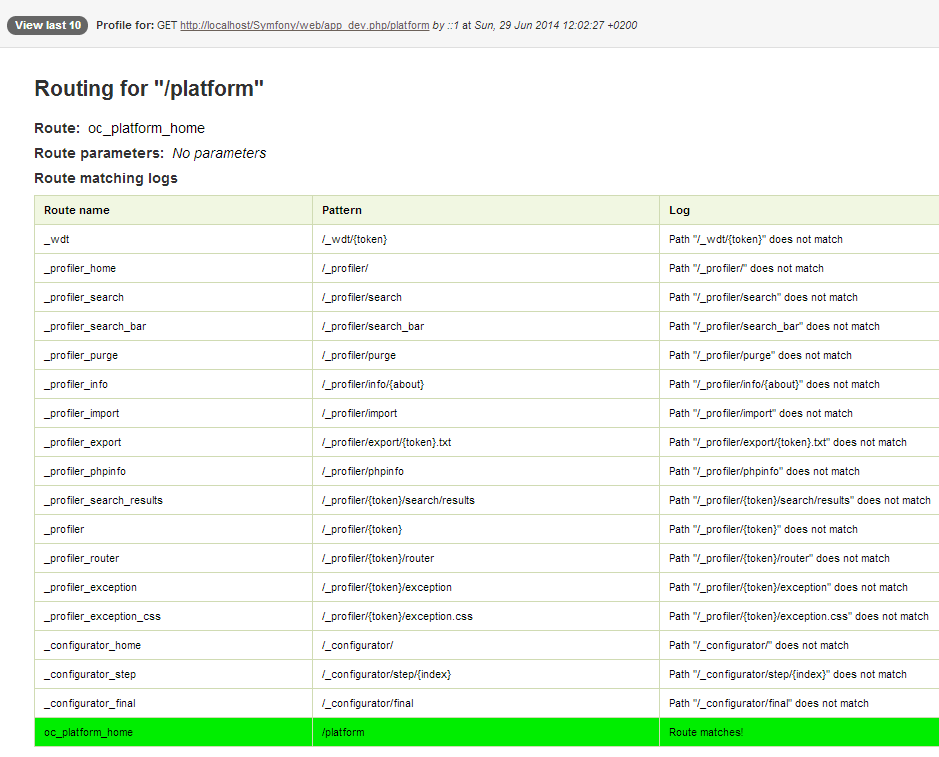 View last 10 Profile for: GET http://localhost/Symfony/web/app_dev.php/platform by ::1 at Sun, 29 Jun 2014 12:02:27 +0200
Routing for "/platform"
Route: oc_platform_home
Route parameters: No parameters
Route matching logs
Route name Pattern Log
_wdt /_wdt/{token} Path "/_wdt/{token}" does not match
_profiler_home /_profiler/ Path "/_profiler/" does not match
_profiler_search /_profiler/search Path "/_profiler/search" does not match
_profiler_search_bar /_profiler/search_bar Path "/_profiler/search_bar" does not match
_profiler_purge /_profiler/purge Path "/_profiler/purge" does not match
_profiler_info /_profiler/info/{about} Path "/_profiler/info/{about}" does not match
_profiler_import /_profiler/import Path "/_profiler/import" does not match
_profiler_export /_profiler/export/{token}.txt Path "/_profiler/export/{token}.txt" does not match
_profiler_phpinfo /_profiler/phpinfo Path "/_profiler/phpinfo" does not match
_profiler_search_results /_profiler/{token}/search/results Path "/_profiler/{token}/search/results" does not match
_profiler /_profiler/{token} Path "/_profiler/{token}" does not match
_profiler_router /_profiler/{token}/router Path "/_profiler/{token}/router" does not match
_profiler_exception /_profiler/{token}/exception Path "/_profiler/{token}/exception" does not match
_profiler_exception_css /_profiler/{token}/exception.css Path "/_profiler/{token}/exception.css" does not match
_configurator_home /_configurator/ Path "/_configurator/" does not match
_configurator_step /_configurator/step/{index} Path "/_configurator/step/{index}" does not match
_configurator_final /_configurator/final Path "/_configurator/final" does not match
oc_platform_home /platform Route matches!